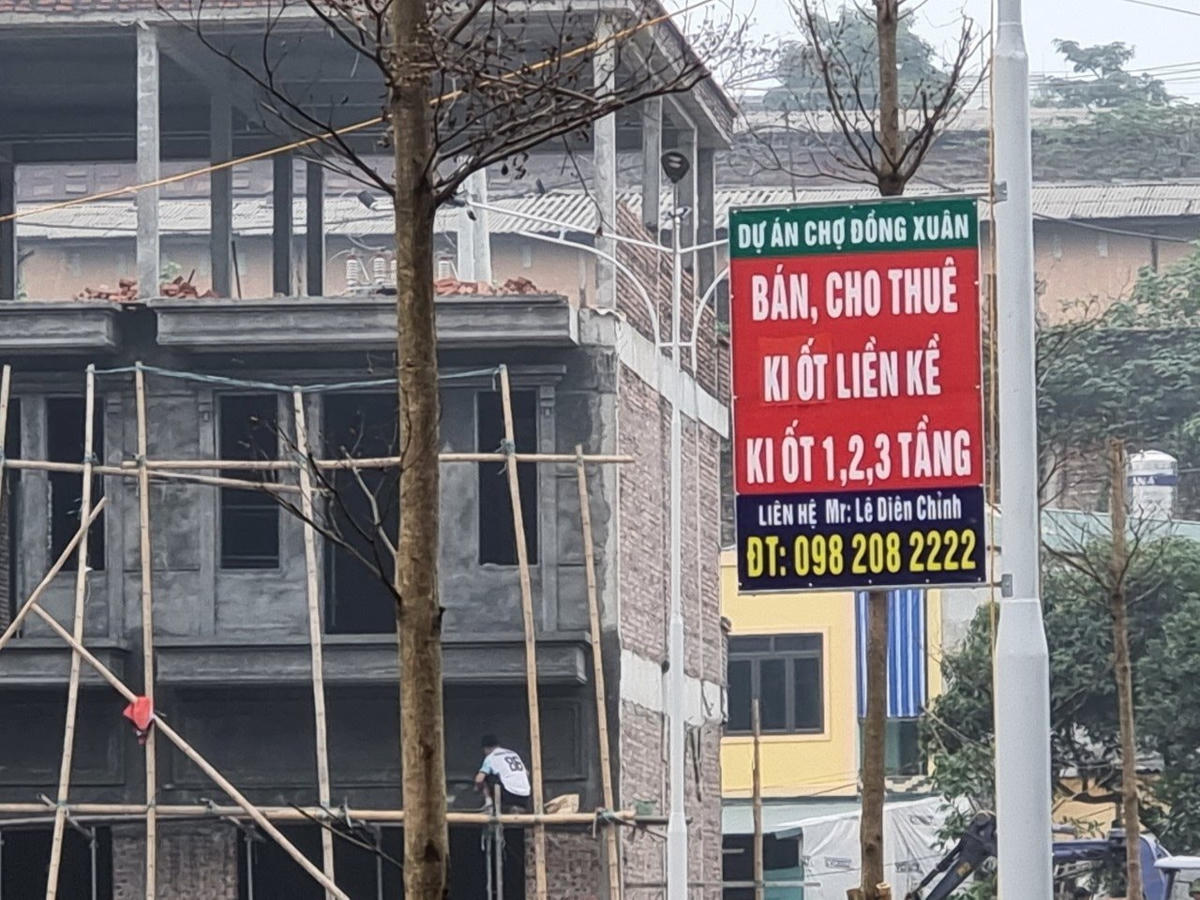 DỰ ÁN CHỢ ĐỒNG XUÂN
BÁN, CHO THUÊ
KI ỐT LIỀN KỀ
KI ỐT 1,2,3 TẦNG
LIÊN HỆ Mr: Lê Diên Chỉnh
ĐT: 098 208 2222
86